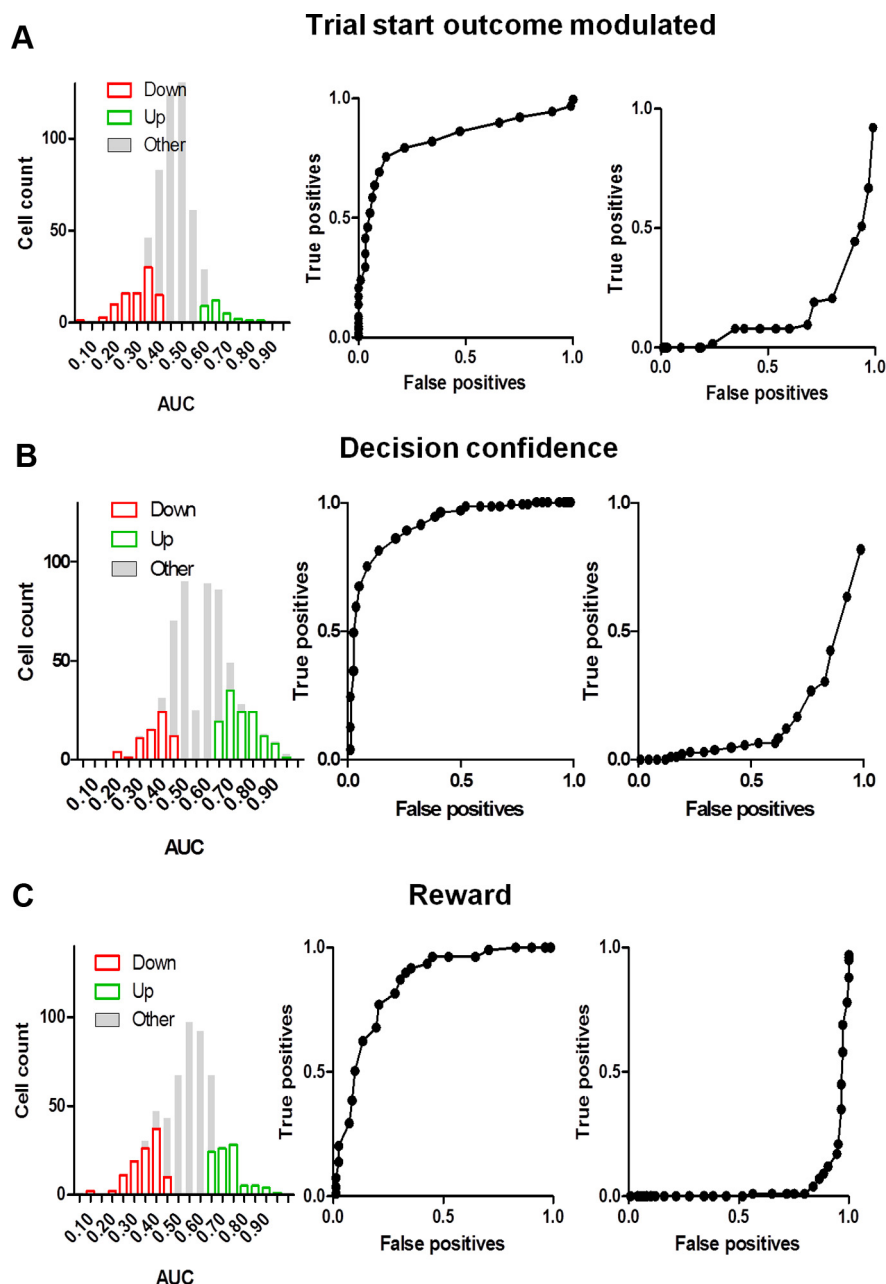 A
Trial start outcome modulated
Down
Up
Other
Cell count
100
50
0
0.10
0.20
0.30
0.40
0.50
0.60
0.70
0.80
0.90
AUC
True positives
1.0
0.5
0.0
0.0
0.5
1.0
False positives
True positives
1.0
0.5
0.0
0.0
0.5
1.0
False positives
B
Decision confidence
Down
Up
Other
Cell count
100
50
0
0.10
0.20
0.30
0.40
0.50
0.60
0.70
0.80
0.90
AUC
True positives
1.0
0.5
0.0
0.0
0.5
1.0
False positives
True positives
1.0
0.5
0.0
0.0
0.5
1.0
False positives
C
Reward
Down
Up
Other
Cell count
100
50
0
0.10
0.20
0.30
0.40
0.50
0.60
0.70
0.80
0.90
AUC
True positives
1.0
0.5
0.0
0.0
0.5
1.0
False positives
True positives
1.0
0.5
0.0
0.0
0.5
1.0
False positives